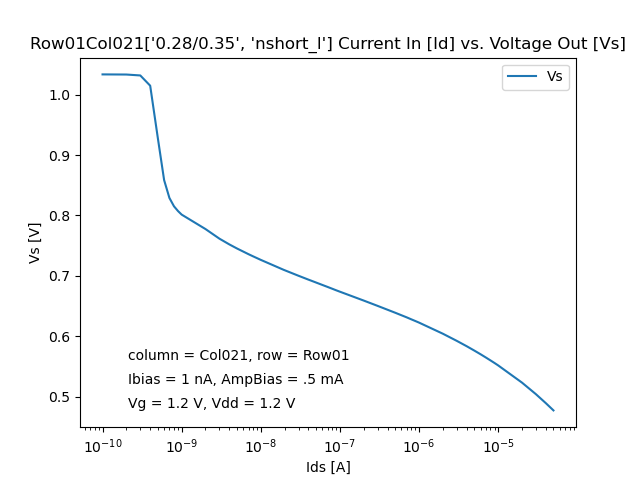 Row01Col021['0.28/0.35', 'nshort_l'] Current In [Id] vs. Voltage Out [Vs]
Vs
1.0
0.9
0.8
0.7
0.6
0.5
Vs [V]
column = Col021, row = Row01
Ibias = 1 nA, AmpBias = .5 mA
Vg = 1.2 V, Vdd = 1.2 V
10⁻¹⁰ 10⁻⁹ 10⁻⁸ 10⁻⁷ 10⁻⁶ 10⁻⁵
Ids [A]